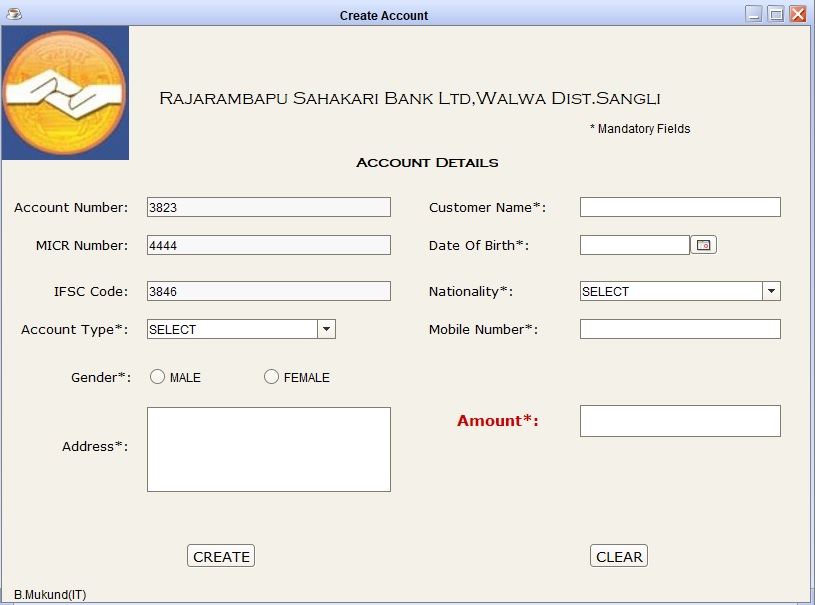 Create Account
Rajarambapu Sahakari Bank Ltd,Walwa Dist.Sangli
* Mandatory Fields
Account Details
Account Number: 3823 Customer Name*:
MICR Number: 4444 Date Of Birth*:
IFSC Code: 3846 Nationality*: SELECT
Account Type*: SELECT Mobile Number*:
Gender*: MALE FEMALE
Amount*:
Address*:
CREATE CLEAR
B.Mukund(IT)